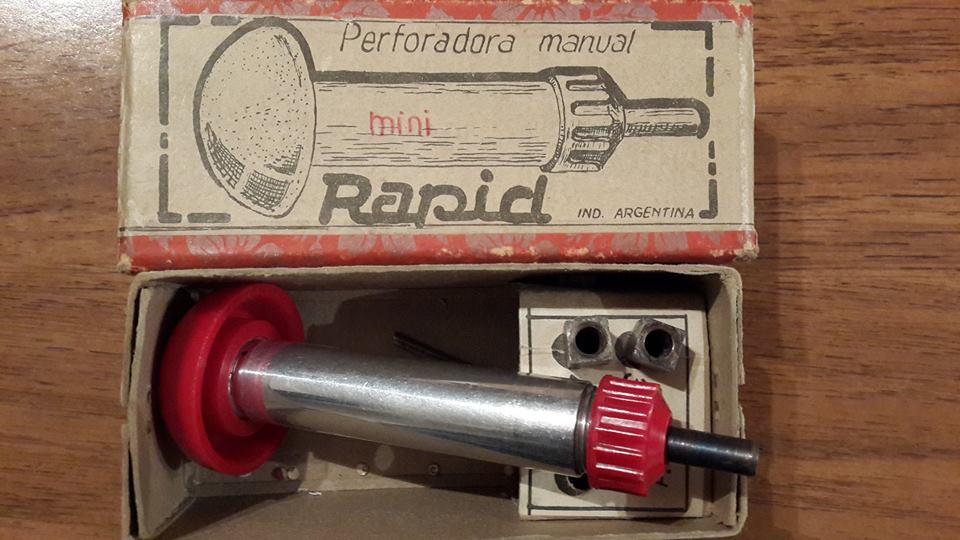 Perforadora manual
mini
Rapid
IND. ARGENTINA